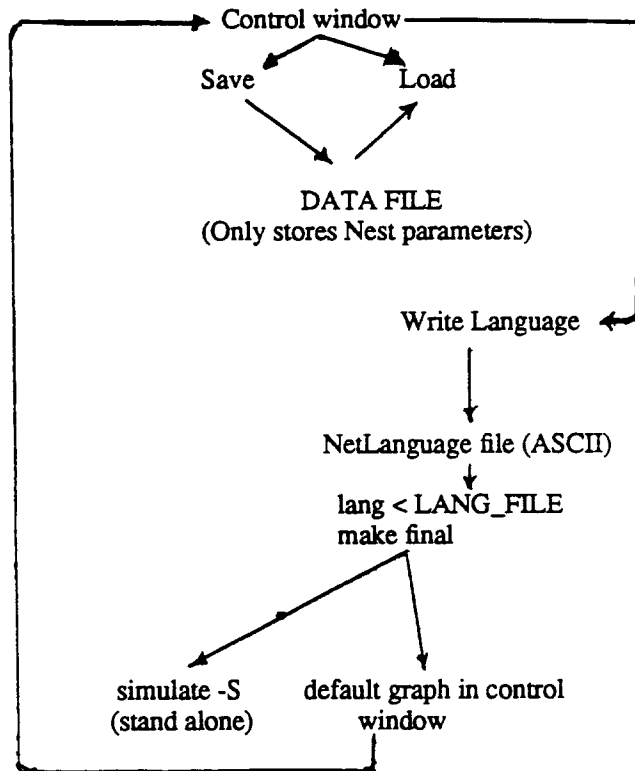 Control window
Save Load
DATA FILE
(Only stores Nest parameters)
Write Language
NetLanguage file (ASCII)
lang < LANG_FILE
make final
simulate -S default graph in control
(stand alone) window